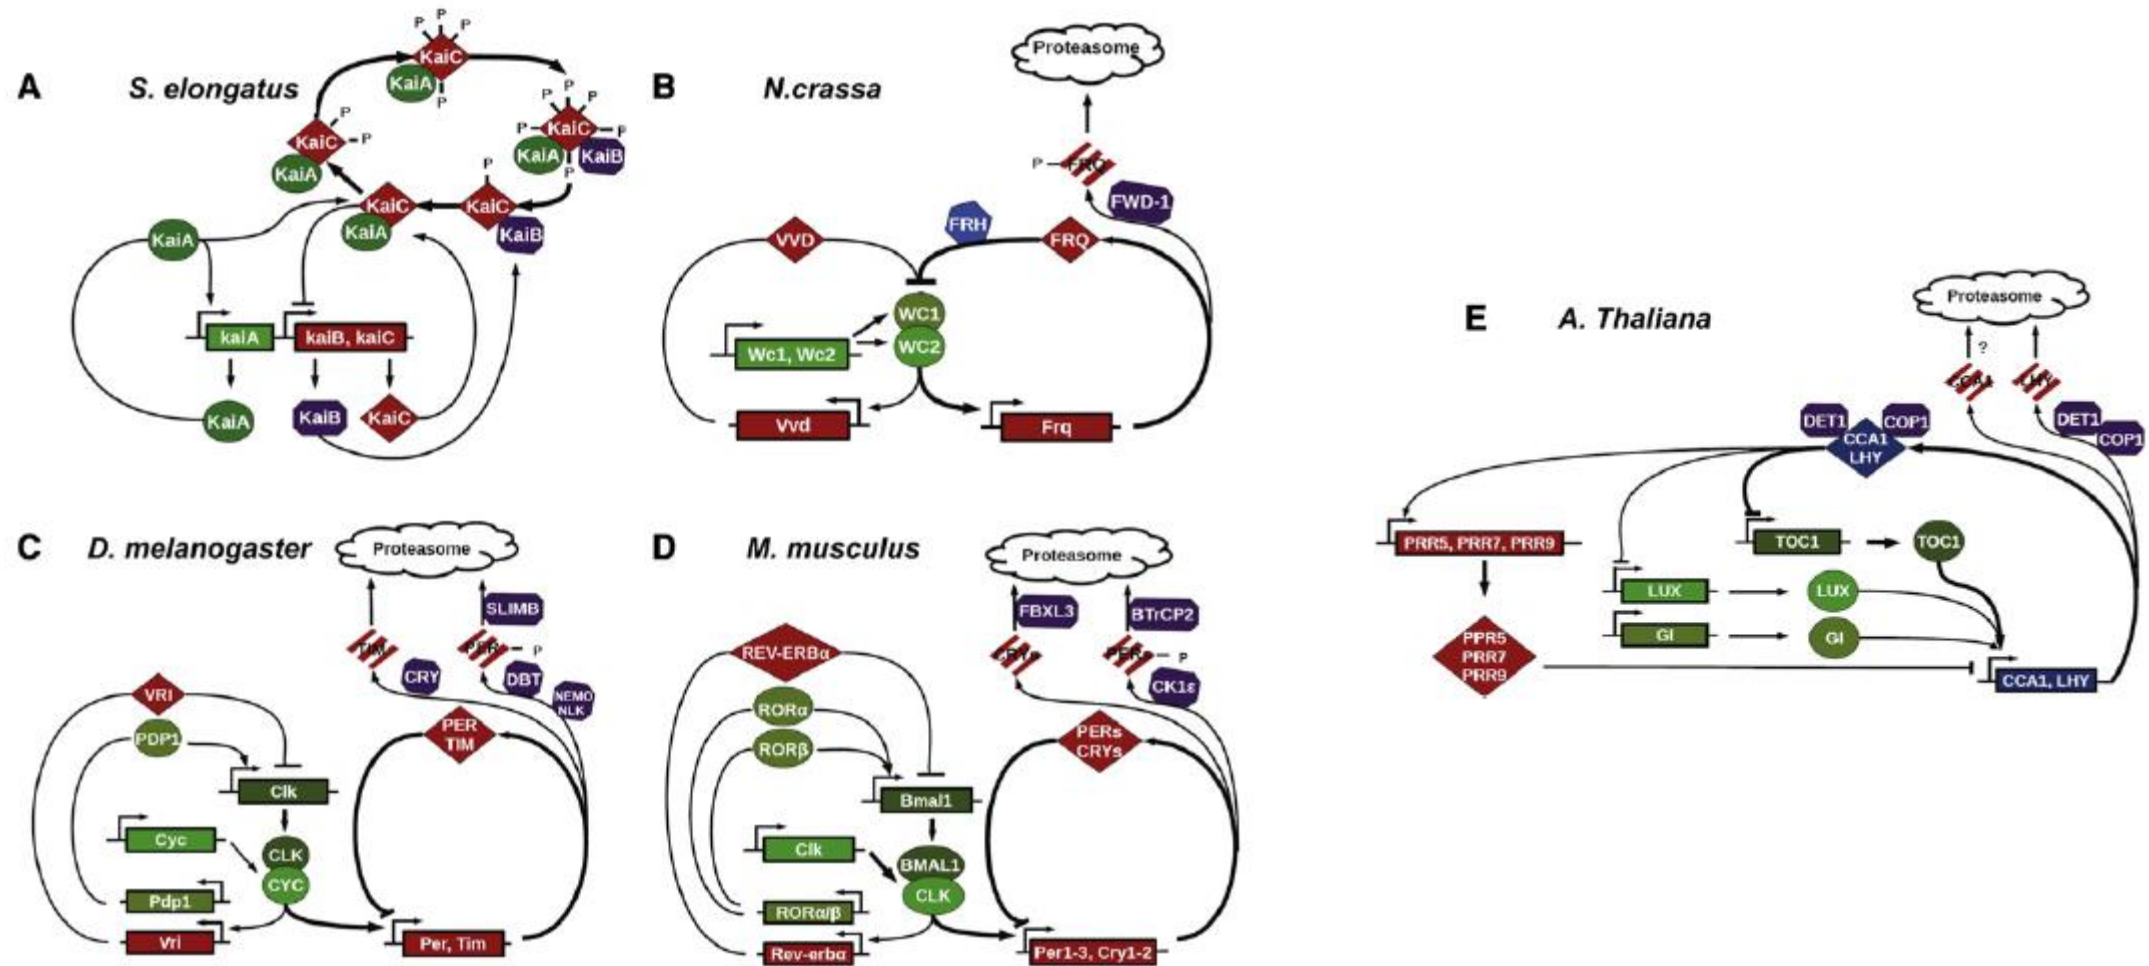 A
S. elongatus
P
P
P
KaiC
KaiA
P
P
P
P
P
KaiC
P
KaiA
KaiB
P
P
P
KaiC
KaiA
P
KaiC
KaiA
KaiC
KaiB
KaiA
kaiA
kaiB, kaiC
KaiA
KaiB
KaiC
B
N.crassa
Proteasome
P
FRQ
FWD-1
FRH
VVD
FRQ
WC1
WC2
Wc1, Wc2
Vvd
Frq
C
D. melanogaster
Proteasome
SLIMB
TIM
PER
P
CRY
DBT
NEMO
NLK
VRI
PDP1
PER
TIM
Clk
Cyc
CLK
CYC
Pdp1
Vri
Per, Tim
D
M. musculus
Proteasome
FBXL3
BTrCP2
CRYs
PERs
P
CK1ε
REV-ERBα
RORα
RORβ
PERs
CRYs
Bmal1
Clk
BMAL1
CLK
RORα/β
Rev-erbα
Per1-3, Cry1-2
E
A. Thaliana
Proteasome
?
CCA1
LHY
DET1
COP1
DET1
COP1
CCA1
LHY
PRR5, PRR7, PRR9
TOC1
TOC1
LUX
LUX
GI
GI
PPR5
PRR7
PRR9
CCA1, LHY